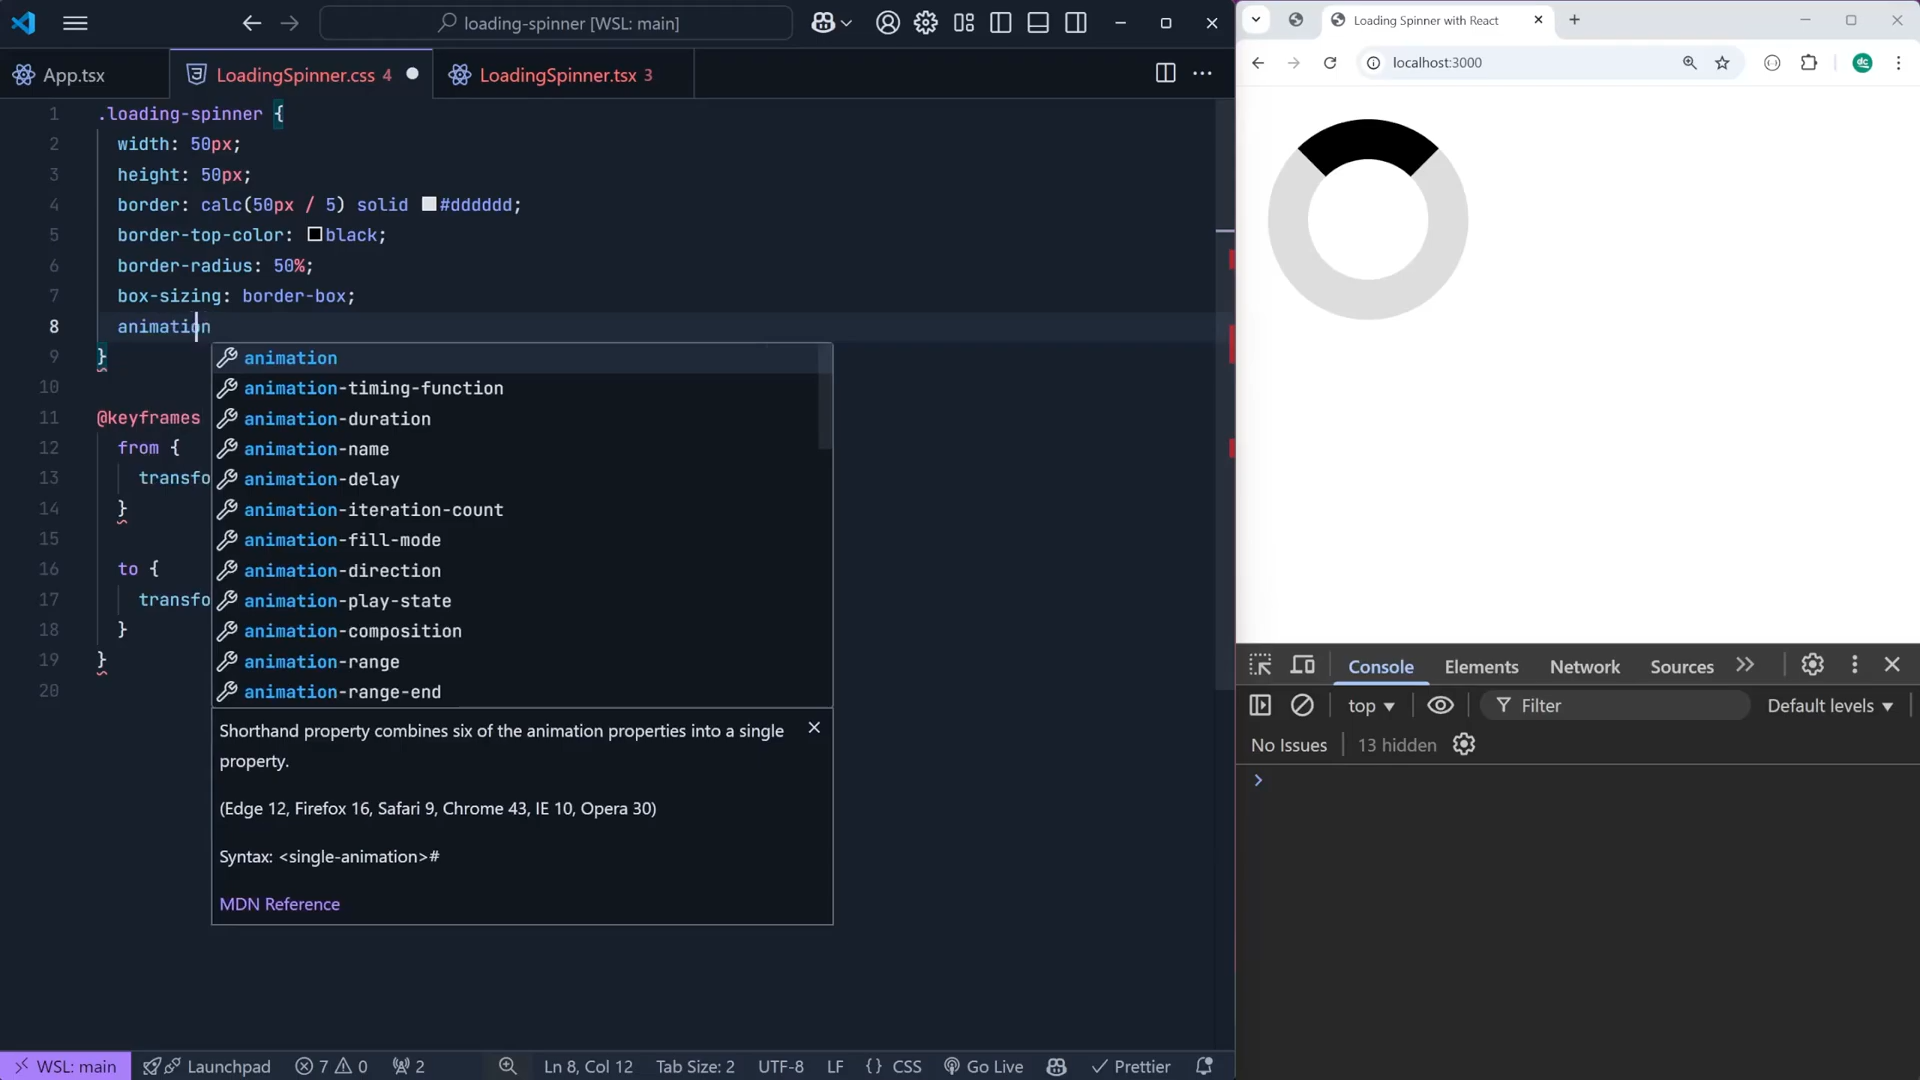 loading-spinner [WSL: main]
App.tsx
LoadingSpinner.css 4
LoadingSpinner.tsx 3
1 .loading-spinner {
2 width: 50px;
3 height: 50px;
4 border: calc(50px / 5) solid #dddddd;
5 border-top-color: black;
6 border-radius: 50%;
7 box-sizing: border-box;
8 animation
9 }
10
11 @keyframes
12 from {
13 transfo
14 }
15
16 to {
17 transfo
18 }
19 }
20
animation
animation-timing-function
animation-duration
animation-name
animation-delay
animation-iteration-count
animation-fill-mode
animation-direction
animation-play-state
animation-composition
animation-range
animation-range-end
Shorthand property combines six of the animation properties into a single
property.
(Edge 12, Firefox 16, Safari 9, Chrome 43, IE 10, Opera 30)
Syntax: <single-animation>#
MDN Reference
WSL: main
Launchpad
7 0
2
Ln 8, Col 12
Tab Size: 2
UTF-8
LF
{ } CSS
Go Live
Prettier
Loading Spinner with React
localhost:3000
dc
Console
Elements
Network
Sources
top
Filter
Default levels
No Issues
13 hidden